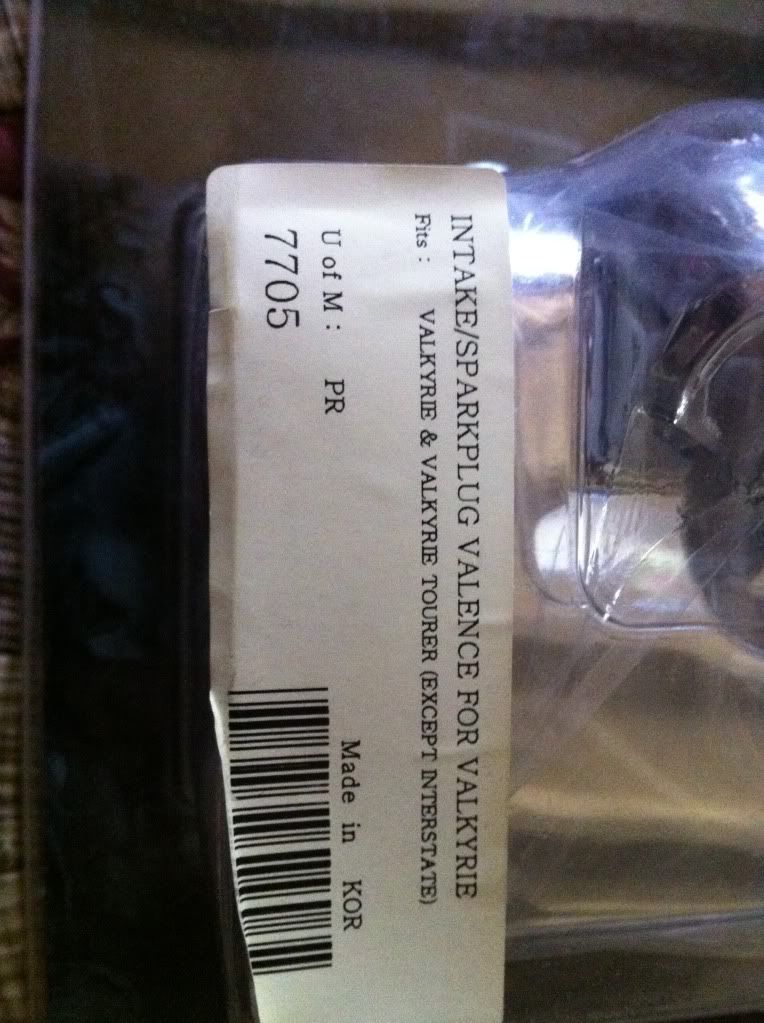 INTAKE/SPARKPLUG VALENCE FOR VALKYRIE
Fits : VALKYRIE & VALKYRIE TOURER (EXCEPT INTERSTATE)
U of M : PR Made in KOR
7705